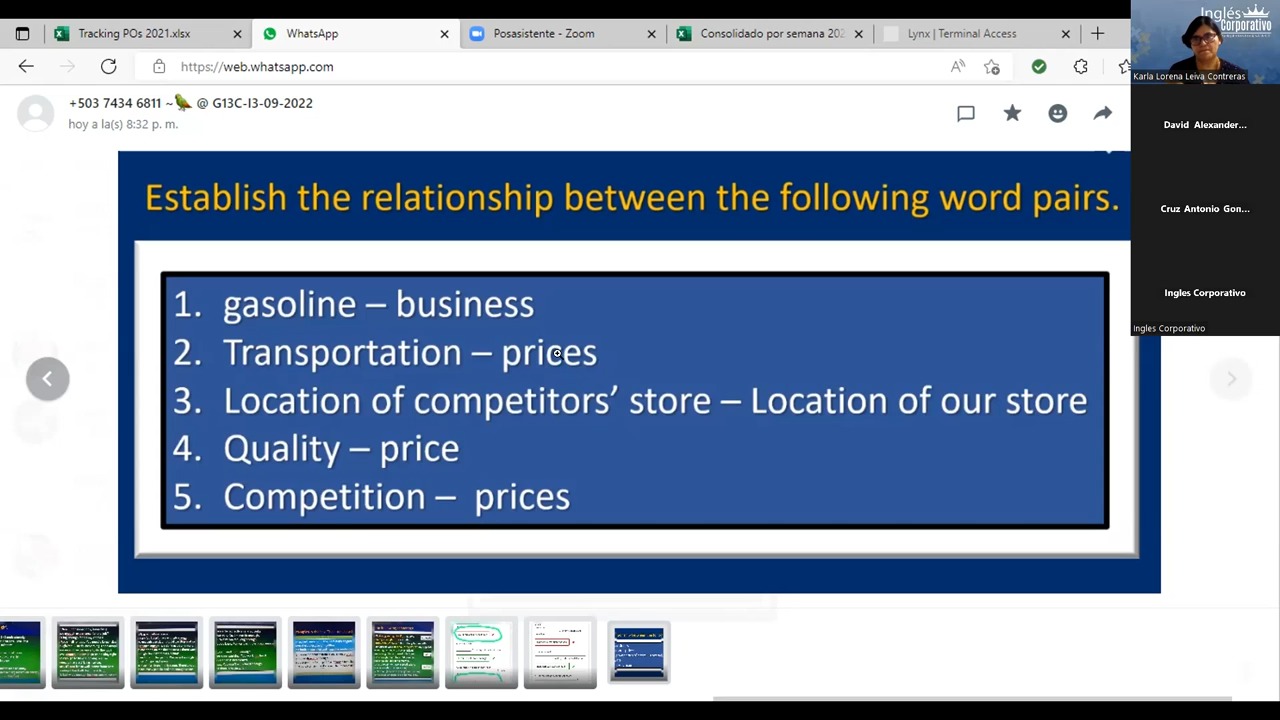 Tracking POs 2021.xlsx
WhatsApp
Posasistente - Zoom
Consolidado por semana 202
Lynx | Terminal Access
https://web.whatsapp.com
Inglés
Corporativo
Karla Lorena Leiva Contreras
David Alexander...
Cruz Antonio Gon...
Ingles Corporativo
Ingles Corporativo
+503 7434 6811 ~ @ G13C-I3-09-2022
hoy a la(s) 8:32 p. m.
Establish the relationship between the following word pairs.
1. gasoline – business
2. Transportation – prices
3. Location of competitors’ store – Location of our store
4. Quality – price
5. Competition – prices